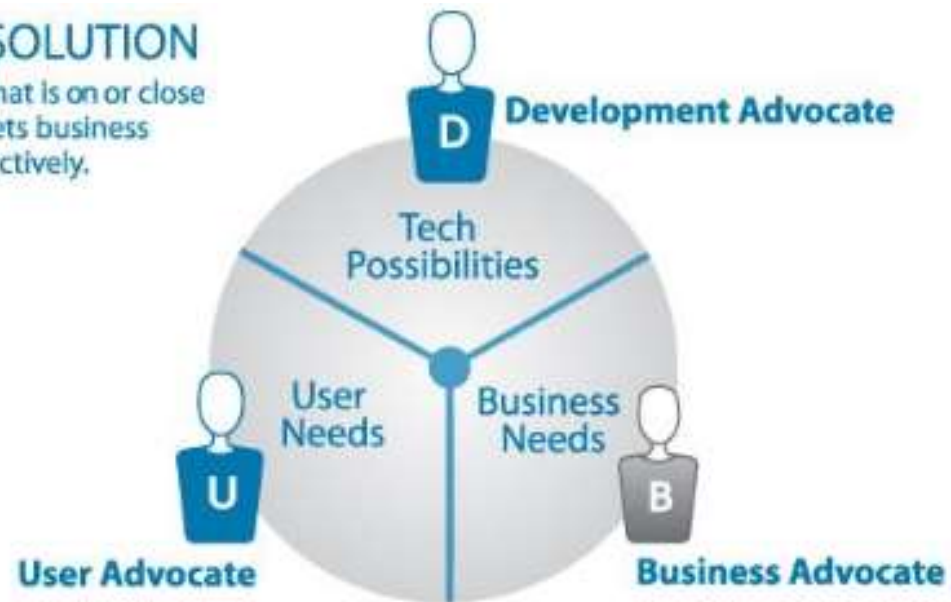 SOLUTION
hat is on or close
ets business
ctively.
D
Development Advocate
Tech
Possibilities
User
Needs
Business
Needs
U
B
User Advocate
Business Advocate